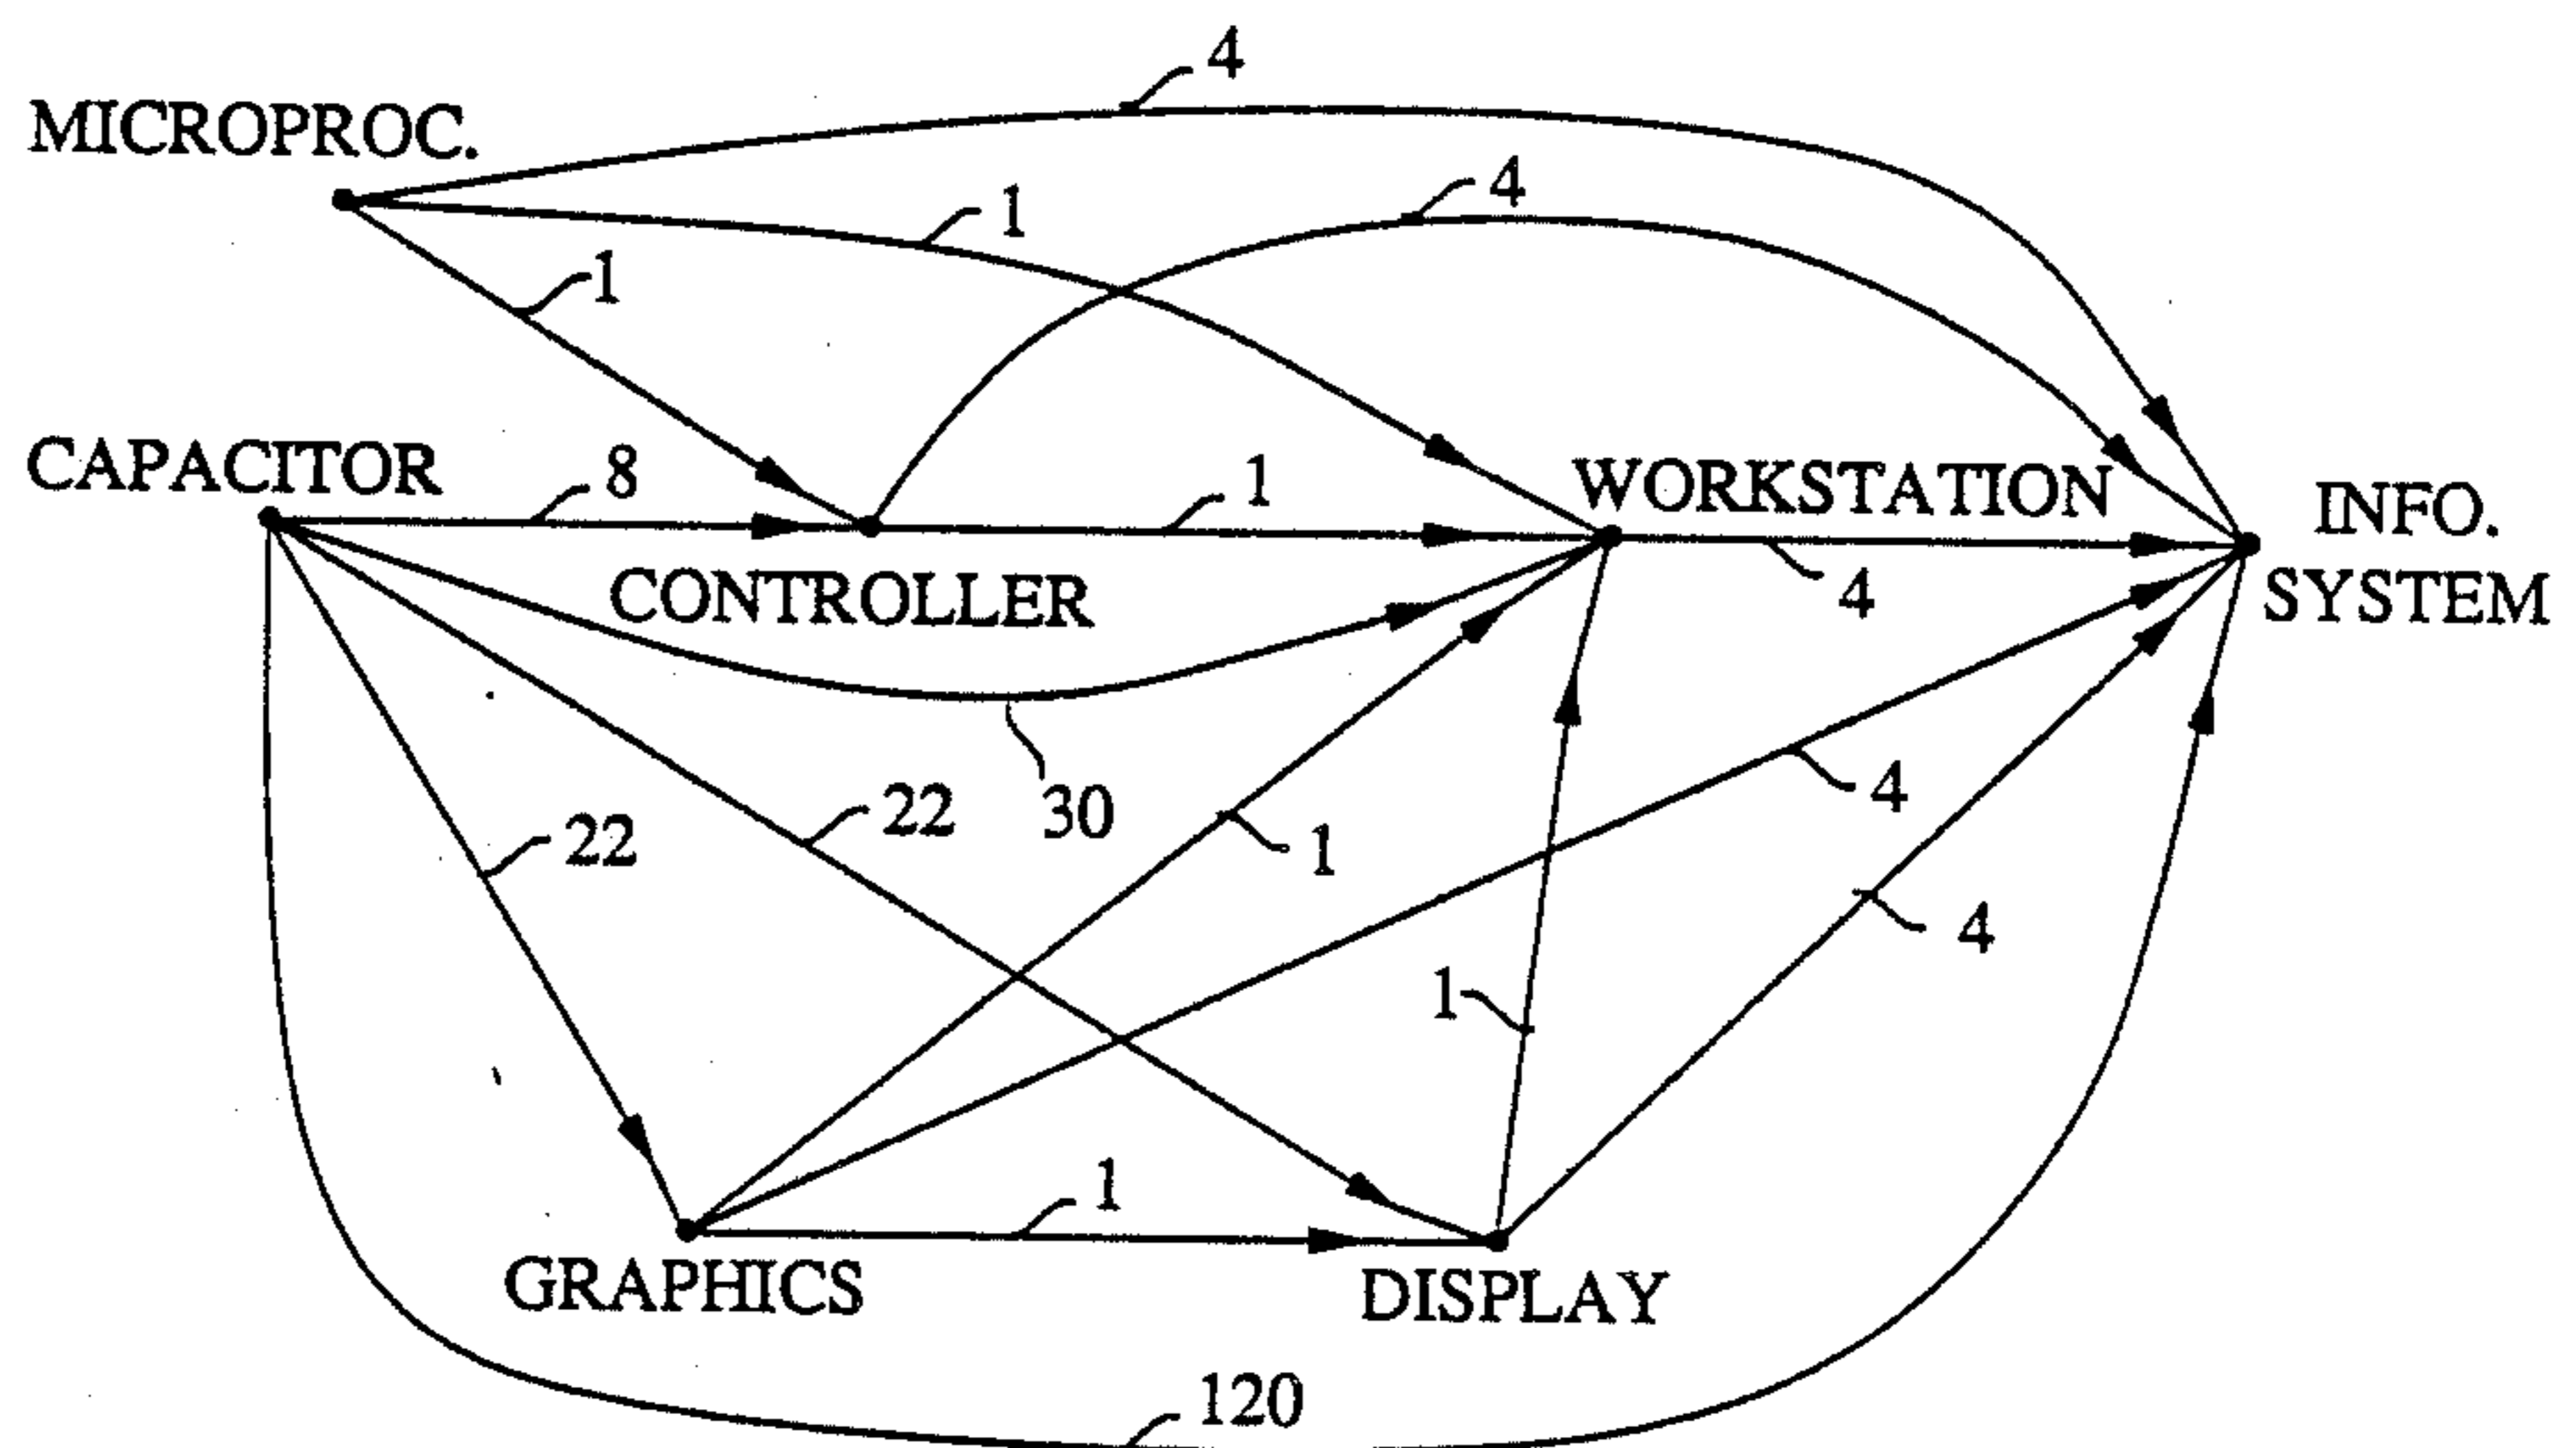 4
MICROPROC.
4
1
1
CAPACITOR
8
1
WORKSTATION
INFO.
SYSTEM
CONTROLLER
4
30
22
22
1
4
4
1
1
GRAPHICS
DISPLAY
120